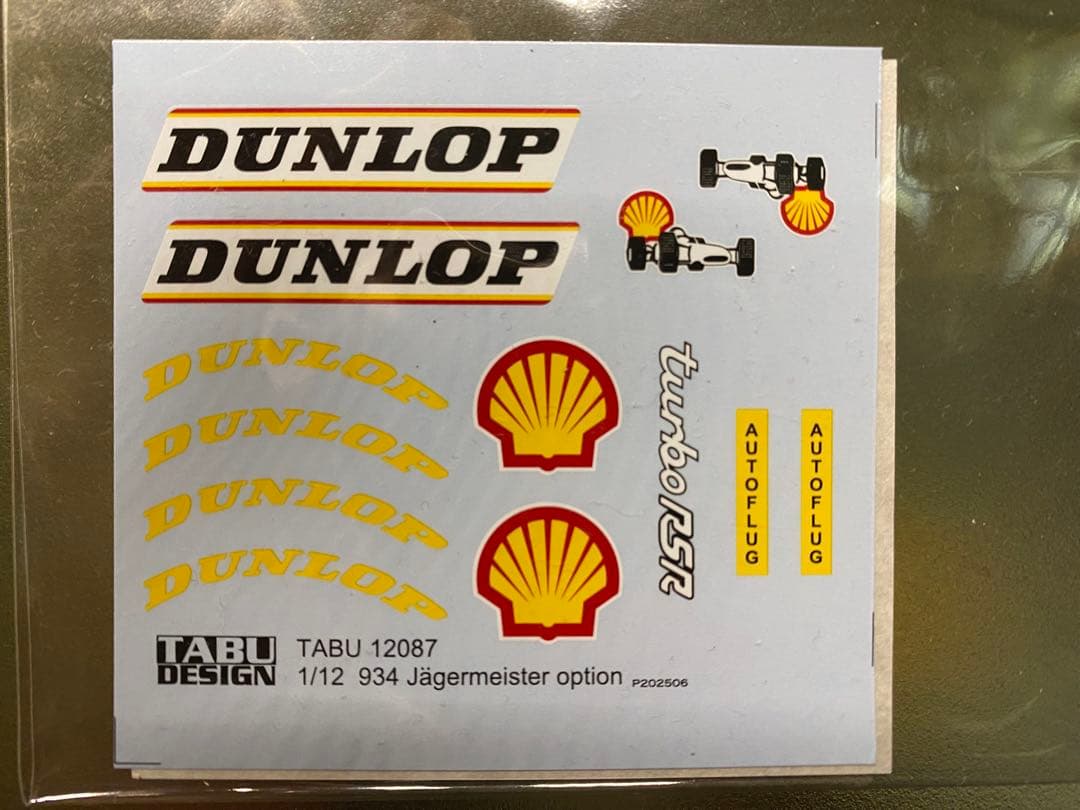 DUNLOP
DUNLOP
DUNLOP
DUNLOP
DUNLOP
DUNLOP
turbo RSR
AUTOFLUG
AUTOFLUG
TABU
DESIGN
TABU 12087
1/12 934 Jägermeister option P202506